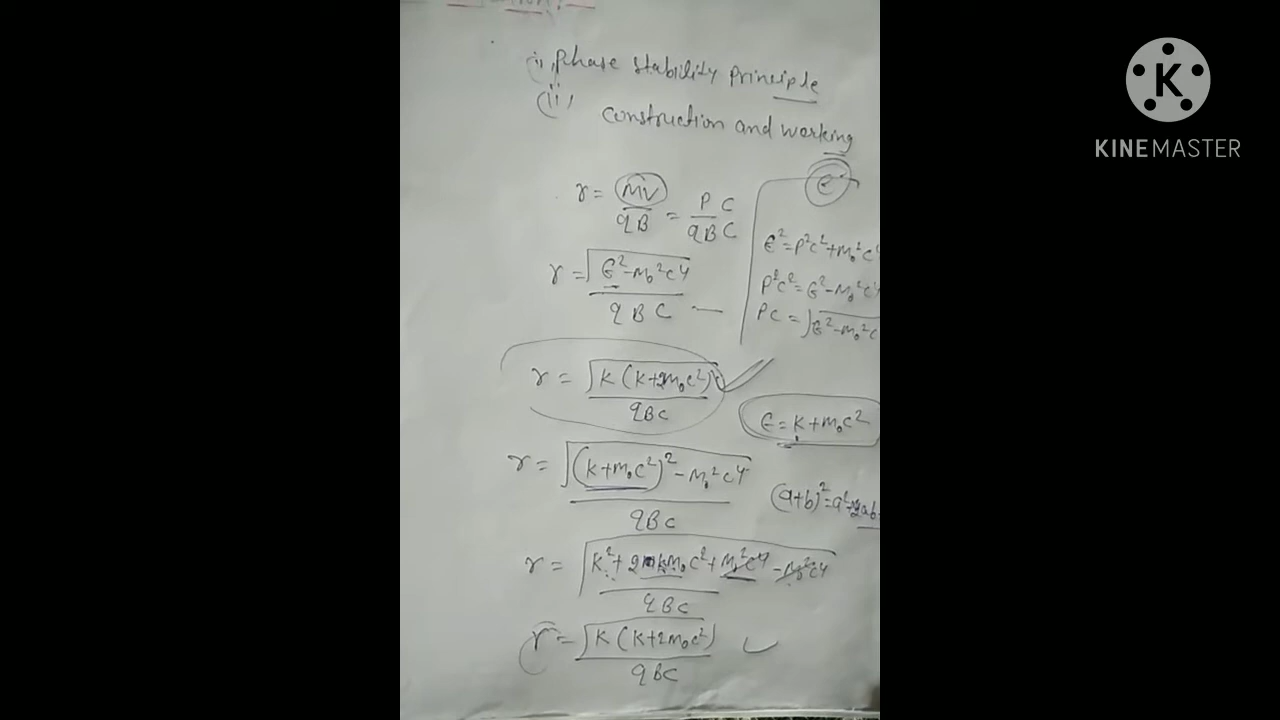 (i) Phase stability principle
(ii)
construction and working
r = MV/qB = PC/qBC
e⁻
E² = P²c² + m₀²c⁴
r = √(E² - m₀²c⁴)/qBC
P²c² = E² - m₀²c⁴
PC = √E² - m₀²c
r = √(K(K+2m₀c²))/qBC
E = K + m₀c²
r = √((K+m₀c²)² - m₀²c⁴)/qBC
(a+b)² = a²+2ab+
r = √(K² + 2Km₀c² + m₀²c⁴ - m₀²c⁴)/qBC
r = √(K(K+2m₀c²))/qBC
K
KINEMASTER